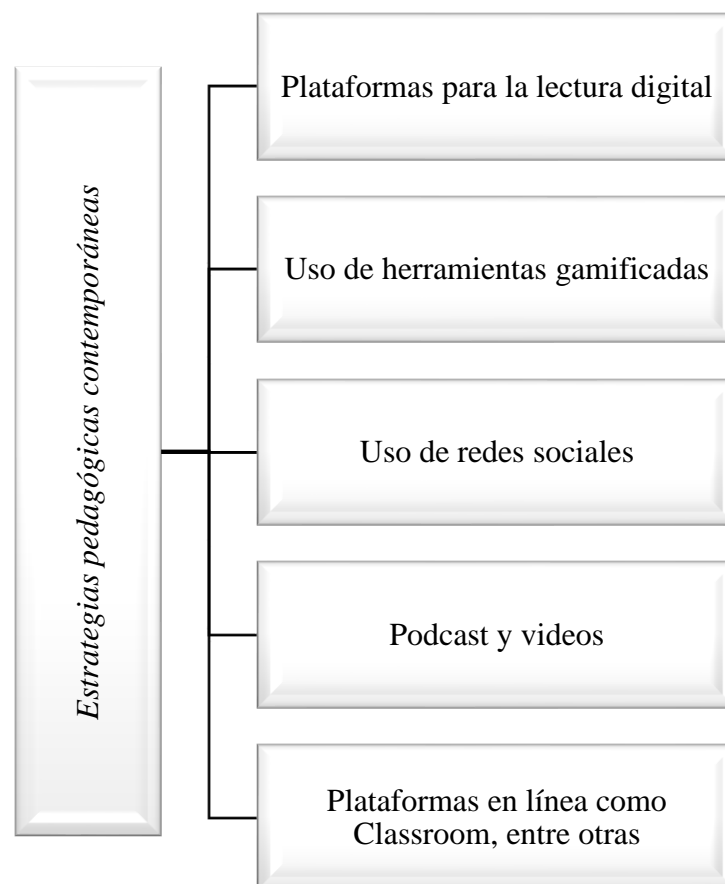 Estrategias pedagógicas contemporáneas
Plataformas para la lectura digital
Uso de herramientas gamificadas
Uso de redes sociales
Podcast y videos
Plataformas en línea como
Classroom, entre otras